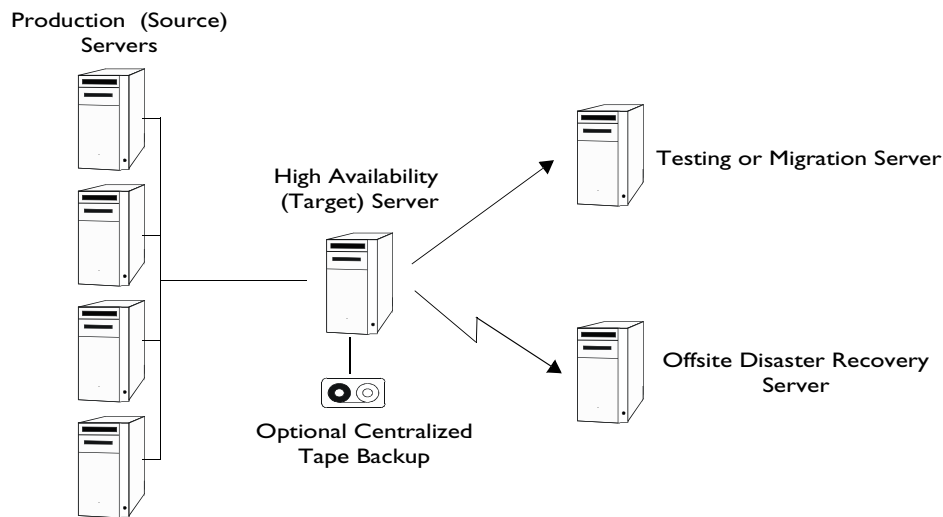 Production (Source)
Servers
High Availability
(Target) Server
Testing or Migration Server
Offsite Disaster Recovery
Server
Optional Centralized
Tape Backup